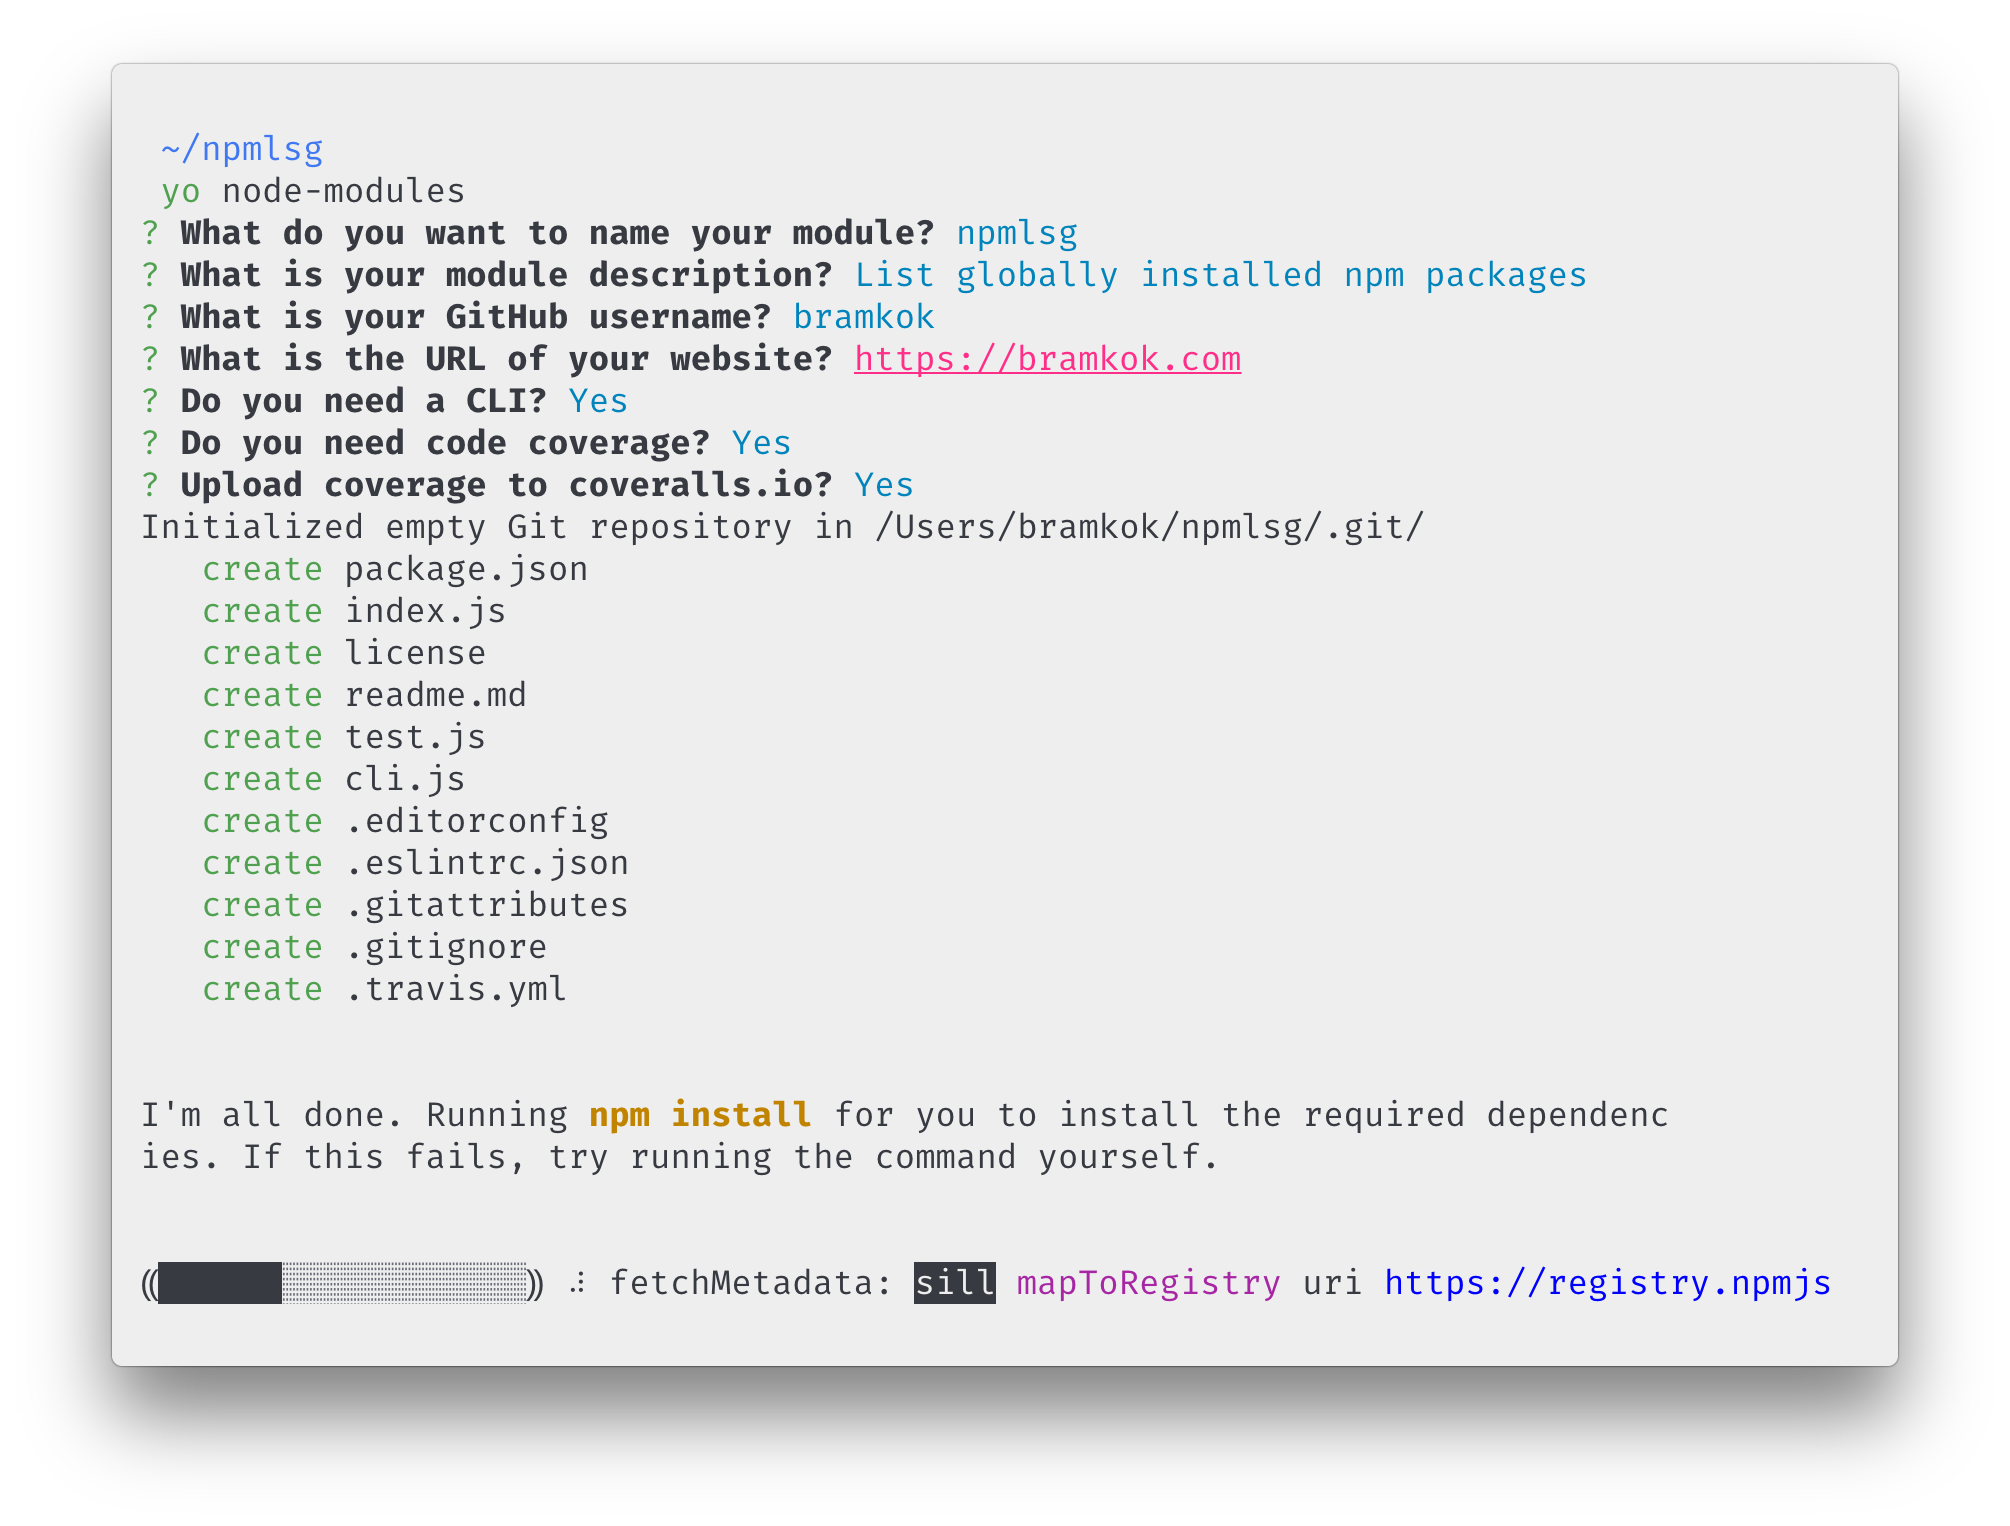 ~/npmlsg
yo node-modules
? What do you want to name your module? npmlsg
? What is your module description? List globally installed npm packages
? What is your GitHub username? bramkok
? What is the URL of your website? https://bramkok.com
? Do you need a CLI? Yes
? Do you need code coverage? Yes
? Upload coverage to coveralls.io? Yes
Initialized empty Git repository in /Users/bramkok/npmlsg/.git/
create package.json
create index.js
create license
create readme.md
create test.js
create cli.js
create .editorconfig
create .eslintrc.json
create .gitattributes
create .gitignore
create .travis.yml
I'm all done. Running npm install for you to install the required dependenc
ies. If this fails, try running the command yourself.
((██████░░░░░░░░░░░░)) ⠼ fetchMetadata: sill mapToRegistry uri https://registry.npmjs